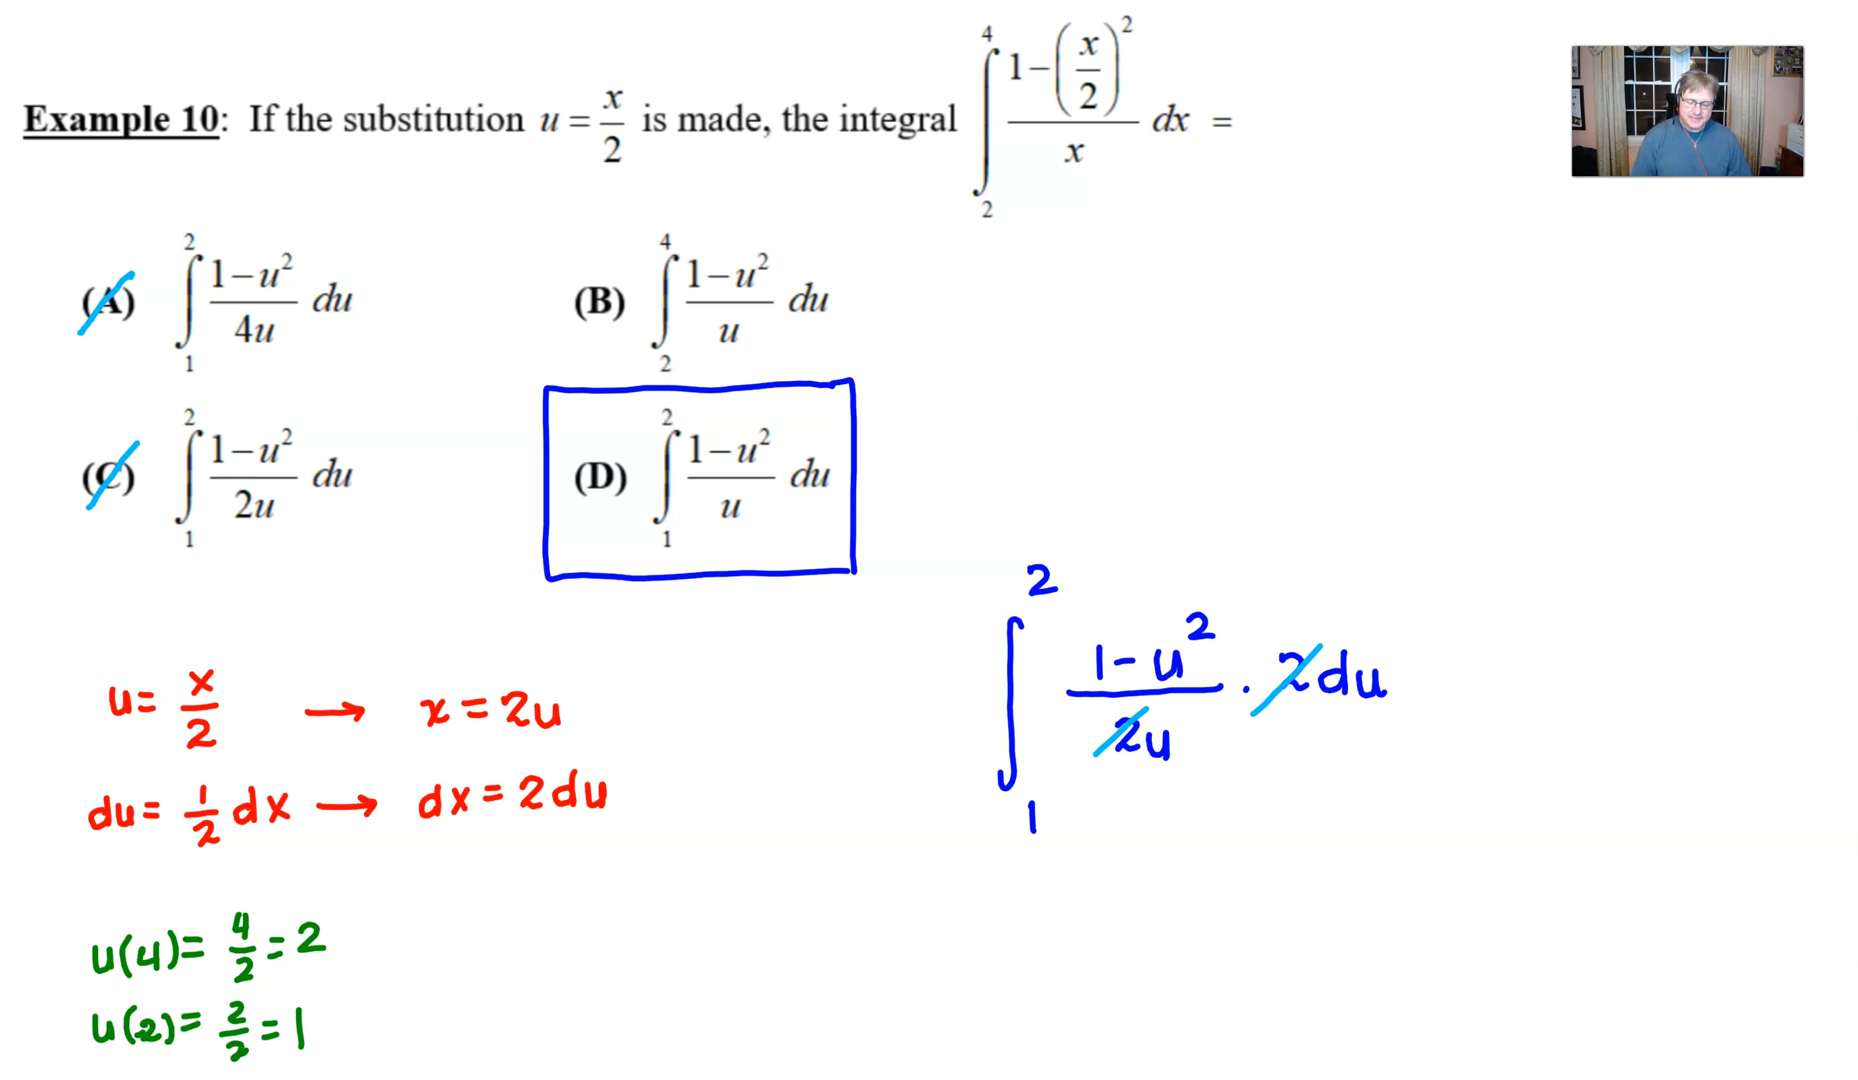 Example 10: If the substitution u = x/2 is made, the integral ∫₂⁴ (1−(x/2)²)/x dx =
(A) ∫₁² (1−u²)/(4u) du
(B) ∫₂⁴ (1−u²)/u du
(C) ∫₁² (1−u²)/(2u) du
(D) ∫₁² (1−u²)/u du
∫₁² (1−u²)/(2u) · 2du
u = x/2 → x = 2u
du = 1/2 dx → dx = 2du
u(4) = 4/2 = 2
u(2) = 2/2 = 1